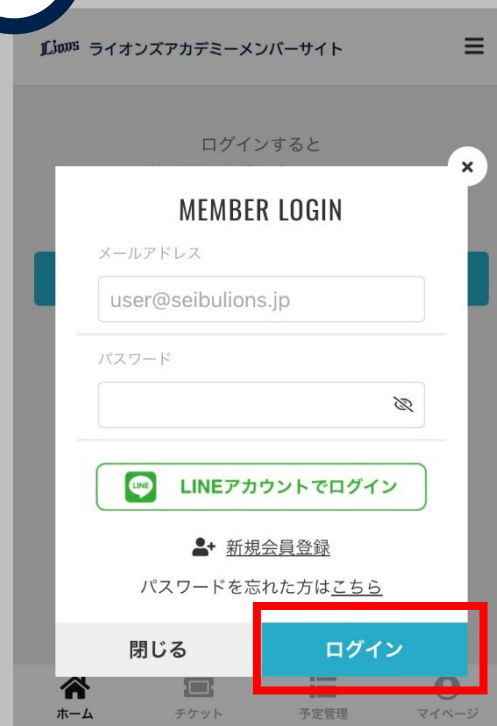 Lions ライオンズアカデミーメンバーサイト
ログインすると
MEMBER LOGIN
メールアドレス
user@seibulions.jp
パスワード
LINE LINEアカウントでログイン
新規会員登録
パスワードを忘れた方はこちら
閉じる ログイン
ホーム チケット 予定管理 マイページ